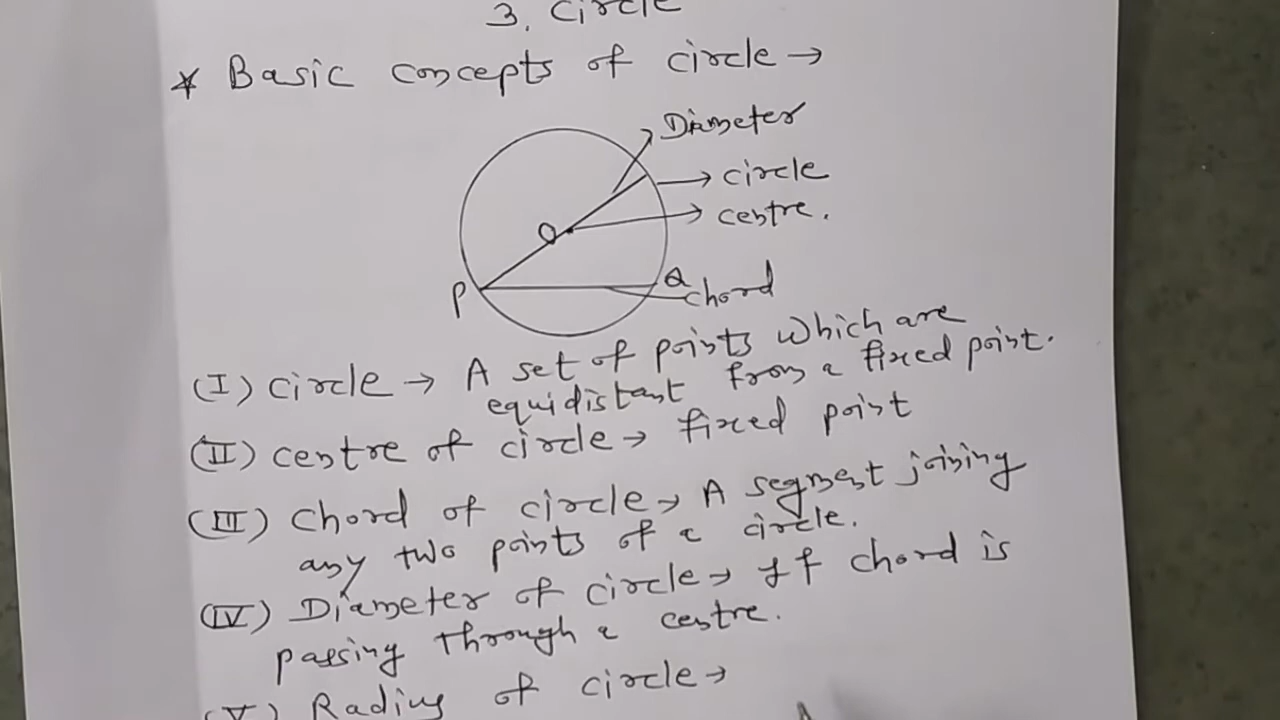 3. Circle
* Basic concepts of circle →
Diameter
circle
centre.
O
P
Q
chord
(I) circle → A set of points which are
equidistant from a fixed point.
(II) centre of circle → fixed point
(III) Chord of circle → A segment joining
any two points of a circle.
(IV) Diameter of circle → If chord is
passing through a centre.
(V) Radius of circle →